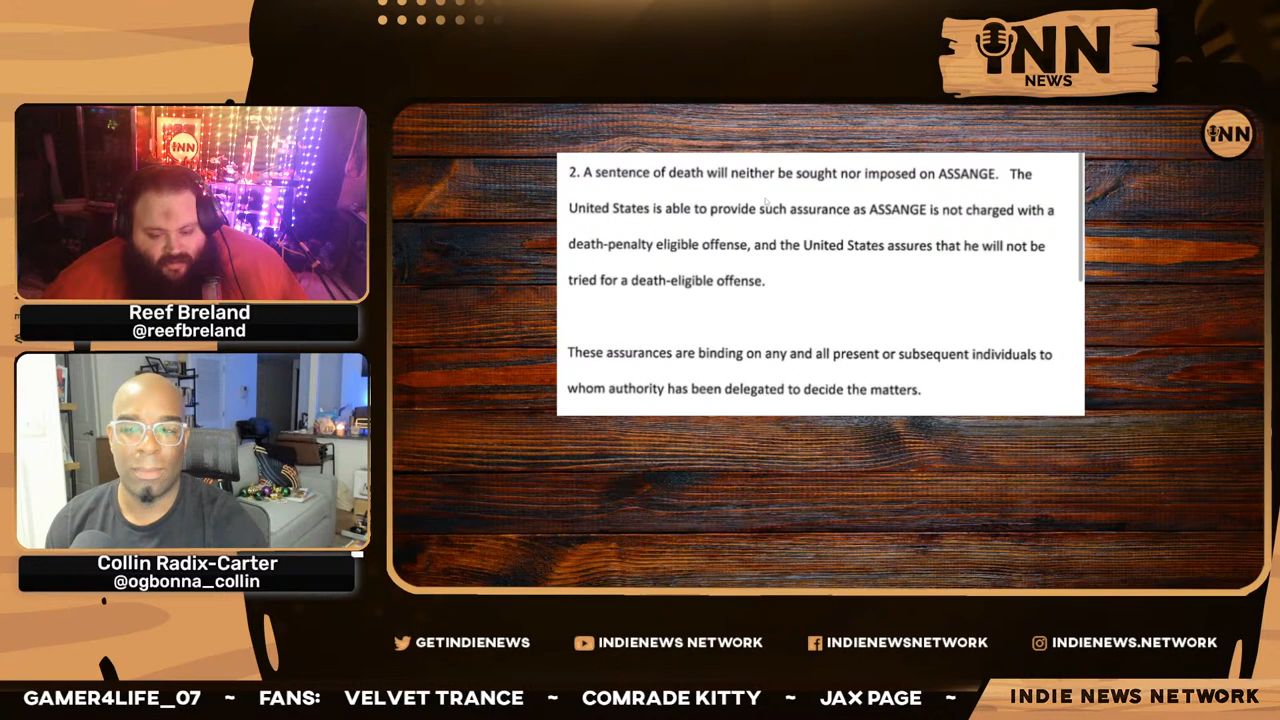 iNN
NEWS
iNN
iNN
Reef Breland
@reefbreland
Collin Radix-Carter
@ogbonna_collin
2. A sentence of death will neither be sought nor imposed on ASSANGE. The
United States is able to provide such assurance as ASSANGE is not charged with a
death-penalty eligible offense, and the United States assures that he will not be
tried for a death-eligible offense.
These assurances are binding on any and all present or subsequent individuals to
whom authority has been delegated to decide the matters.
GETINDIENEWS
INDIENEWS NETWORK
INDIENEWSNETWORK
INDIENEWS.NETWORK
GAMER4LIFE_07 ~ FANS: VELVET TRANCE ~ COMRADE KITTY ~ JAX PAGE ~
INDIE NEWS NETWORK